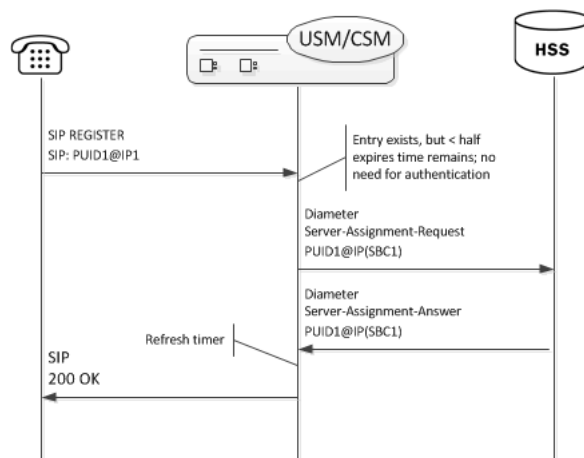 USM/CSM
HSS
SIP REGISTER
SIP: PUID1@IP1
Entry exists, but < half
expires time remains; no
need for authentication
Diameter
Server-Assignment-Request
PUID1@IP(SBC1)
Diameter
Server-Assignment-Answer
PUID1@IP(SBC1)
Refresh timer
SIP
200 OK